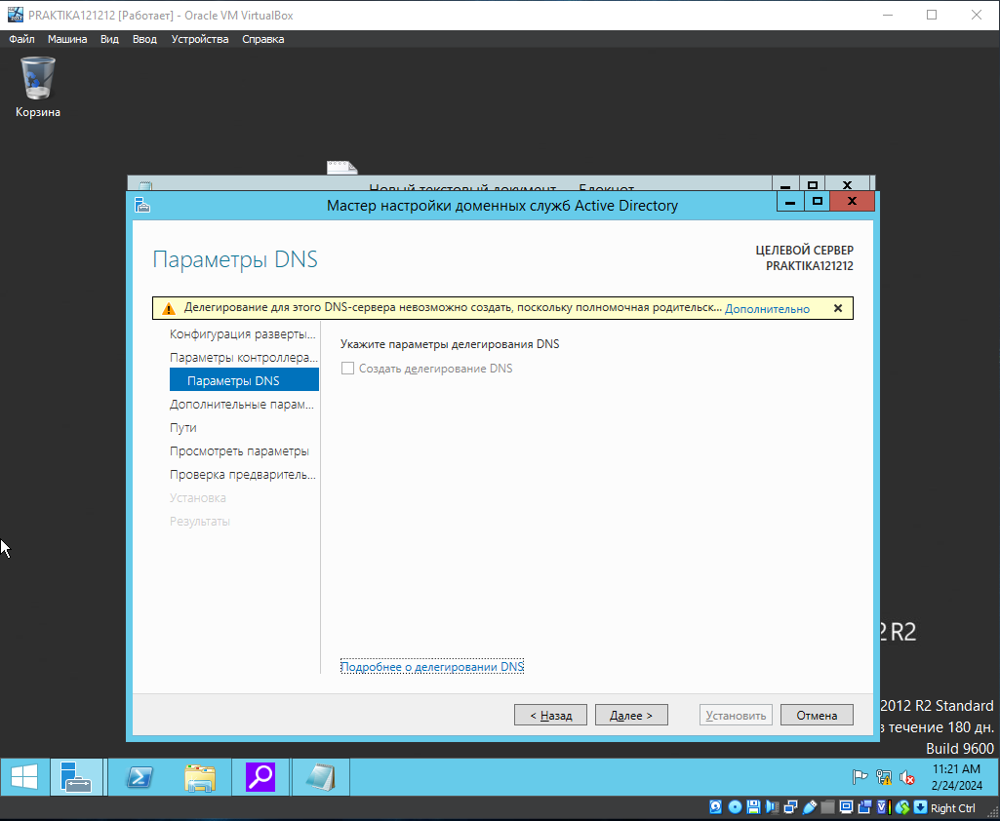 PRAKTIKA121212 [Работает] - Oracle VM VirtualBox
Файл Машина Вид Ввод Устройства Справка
Корзина
Новый текстовый документ — Блокнот
Мастер настройки доменных служб Active Directory
Параметры DNS
ЦЕЛЕВОЙ СЕРВЕР
PRAKTIKA121212
Делегирование для этого DNS-сервера невозможно создать, поскольку полномочная родительск... Дополнительно
Конфигурация разверты...
Параметры контроллера...
Параметры DNS
Дополнительные парам...
Пути
Просмотреть параметры
Проверка предваритель...
Установка
Результаты
Укажите параметры делегирования DNS
Создать делегирование DNS
Подробнее о делегировании DNS
< Назад Далее > Установить Отмена
2 R2
2012 R2 Standard
в течение 180 дн.
Build 9600
11:21 AM
2/24/2024
Right Ctrl